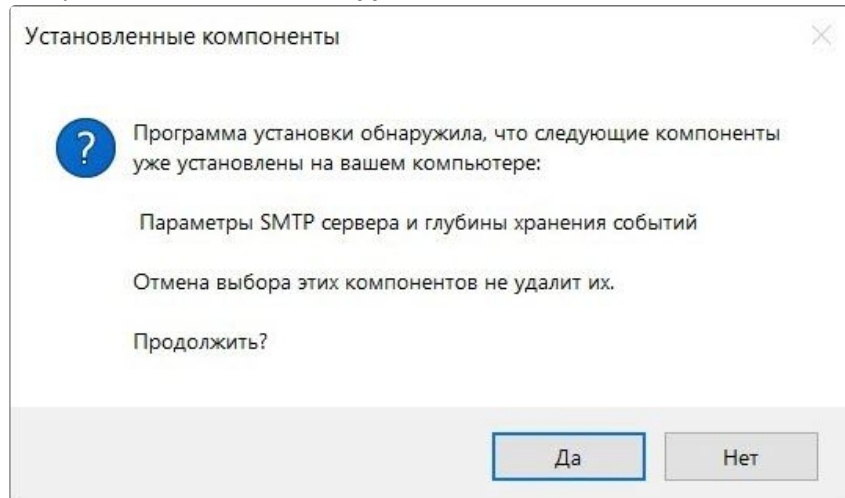 Установленные компоненты
?
Программа установки обнаружила, что следующие компоненты
уже установлены на вашем компьютере:
Параметры SMTP сервера и глубины хранения событий
Отмена выбора этих компонентов не удалит их.
Продолжить?
Да
Нет